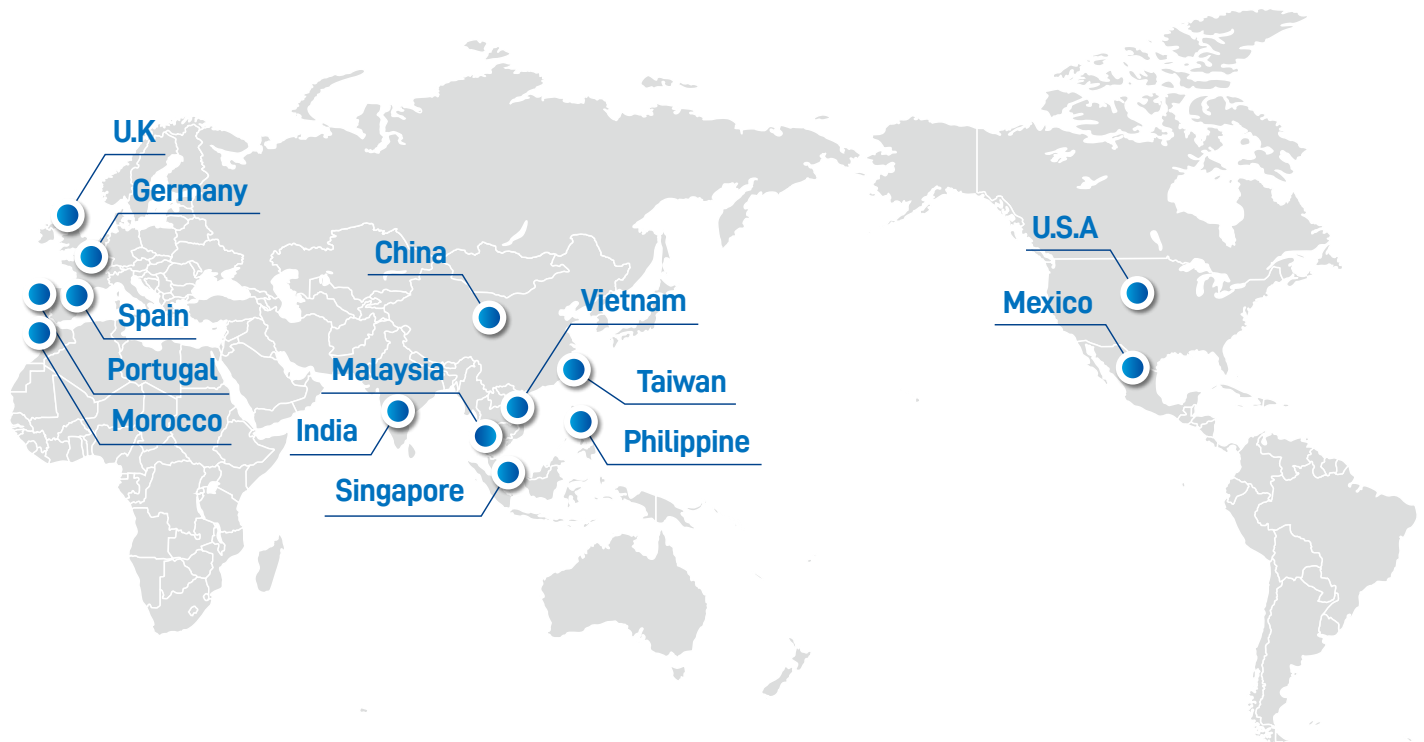 U.K
Germany
Spain
Portugal
Morocco
China
Malaysia
India
Singapore
Vietnam
Taiwan
Philippine
U.S.A
Mexico